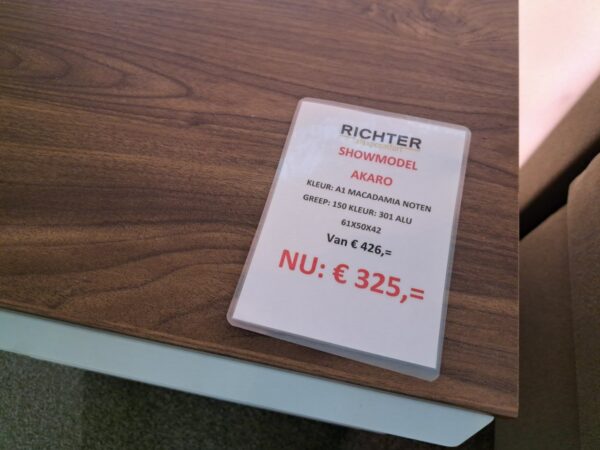 RICHTER
SHOWMODEL
AKARO
KLEUR: A1 MACADAMIA NOTEN
GREEP: 150 KLEUR: 301 ALU
61X50X42
Van € 426,=
NU: € 325,=